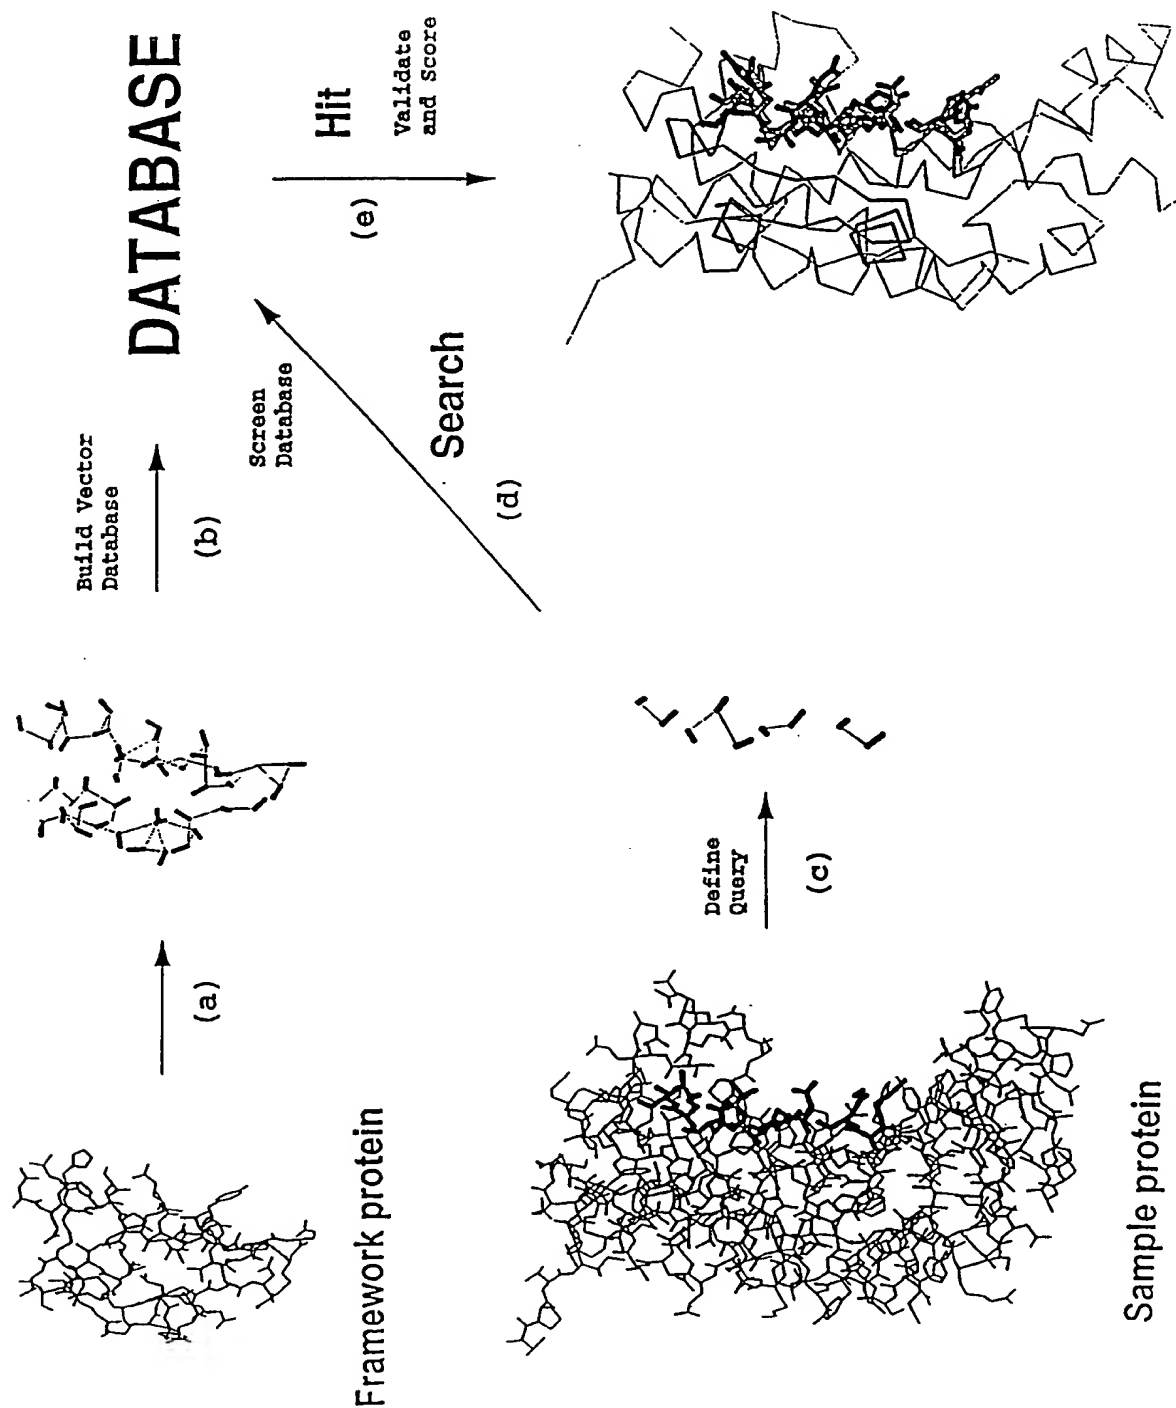 Framework protein
(a)
Build Vector
Database
(b)
DATABASE
Screen
Database
Search
(d)
Hit
Validate
and Score
(e)
Define
Query
(c)
Sample protein